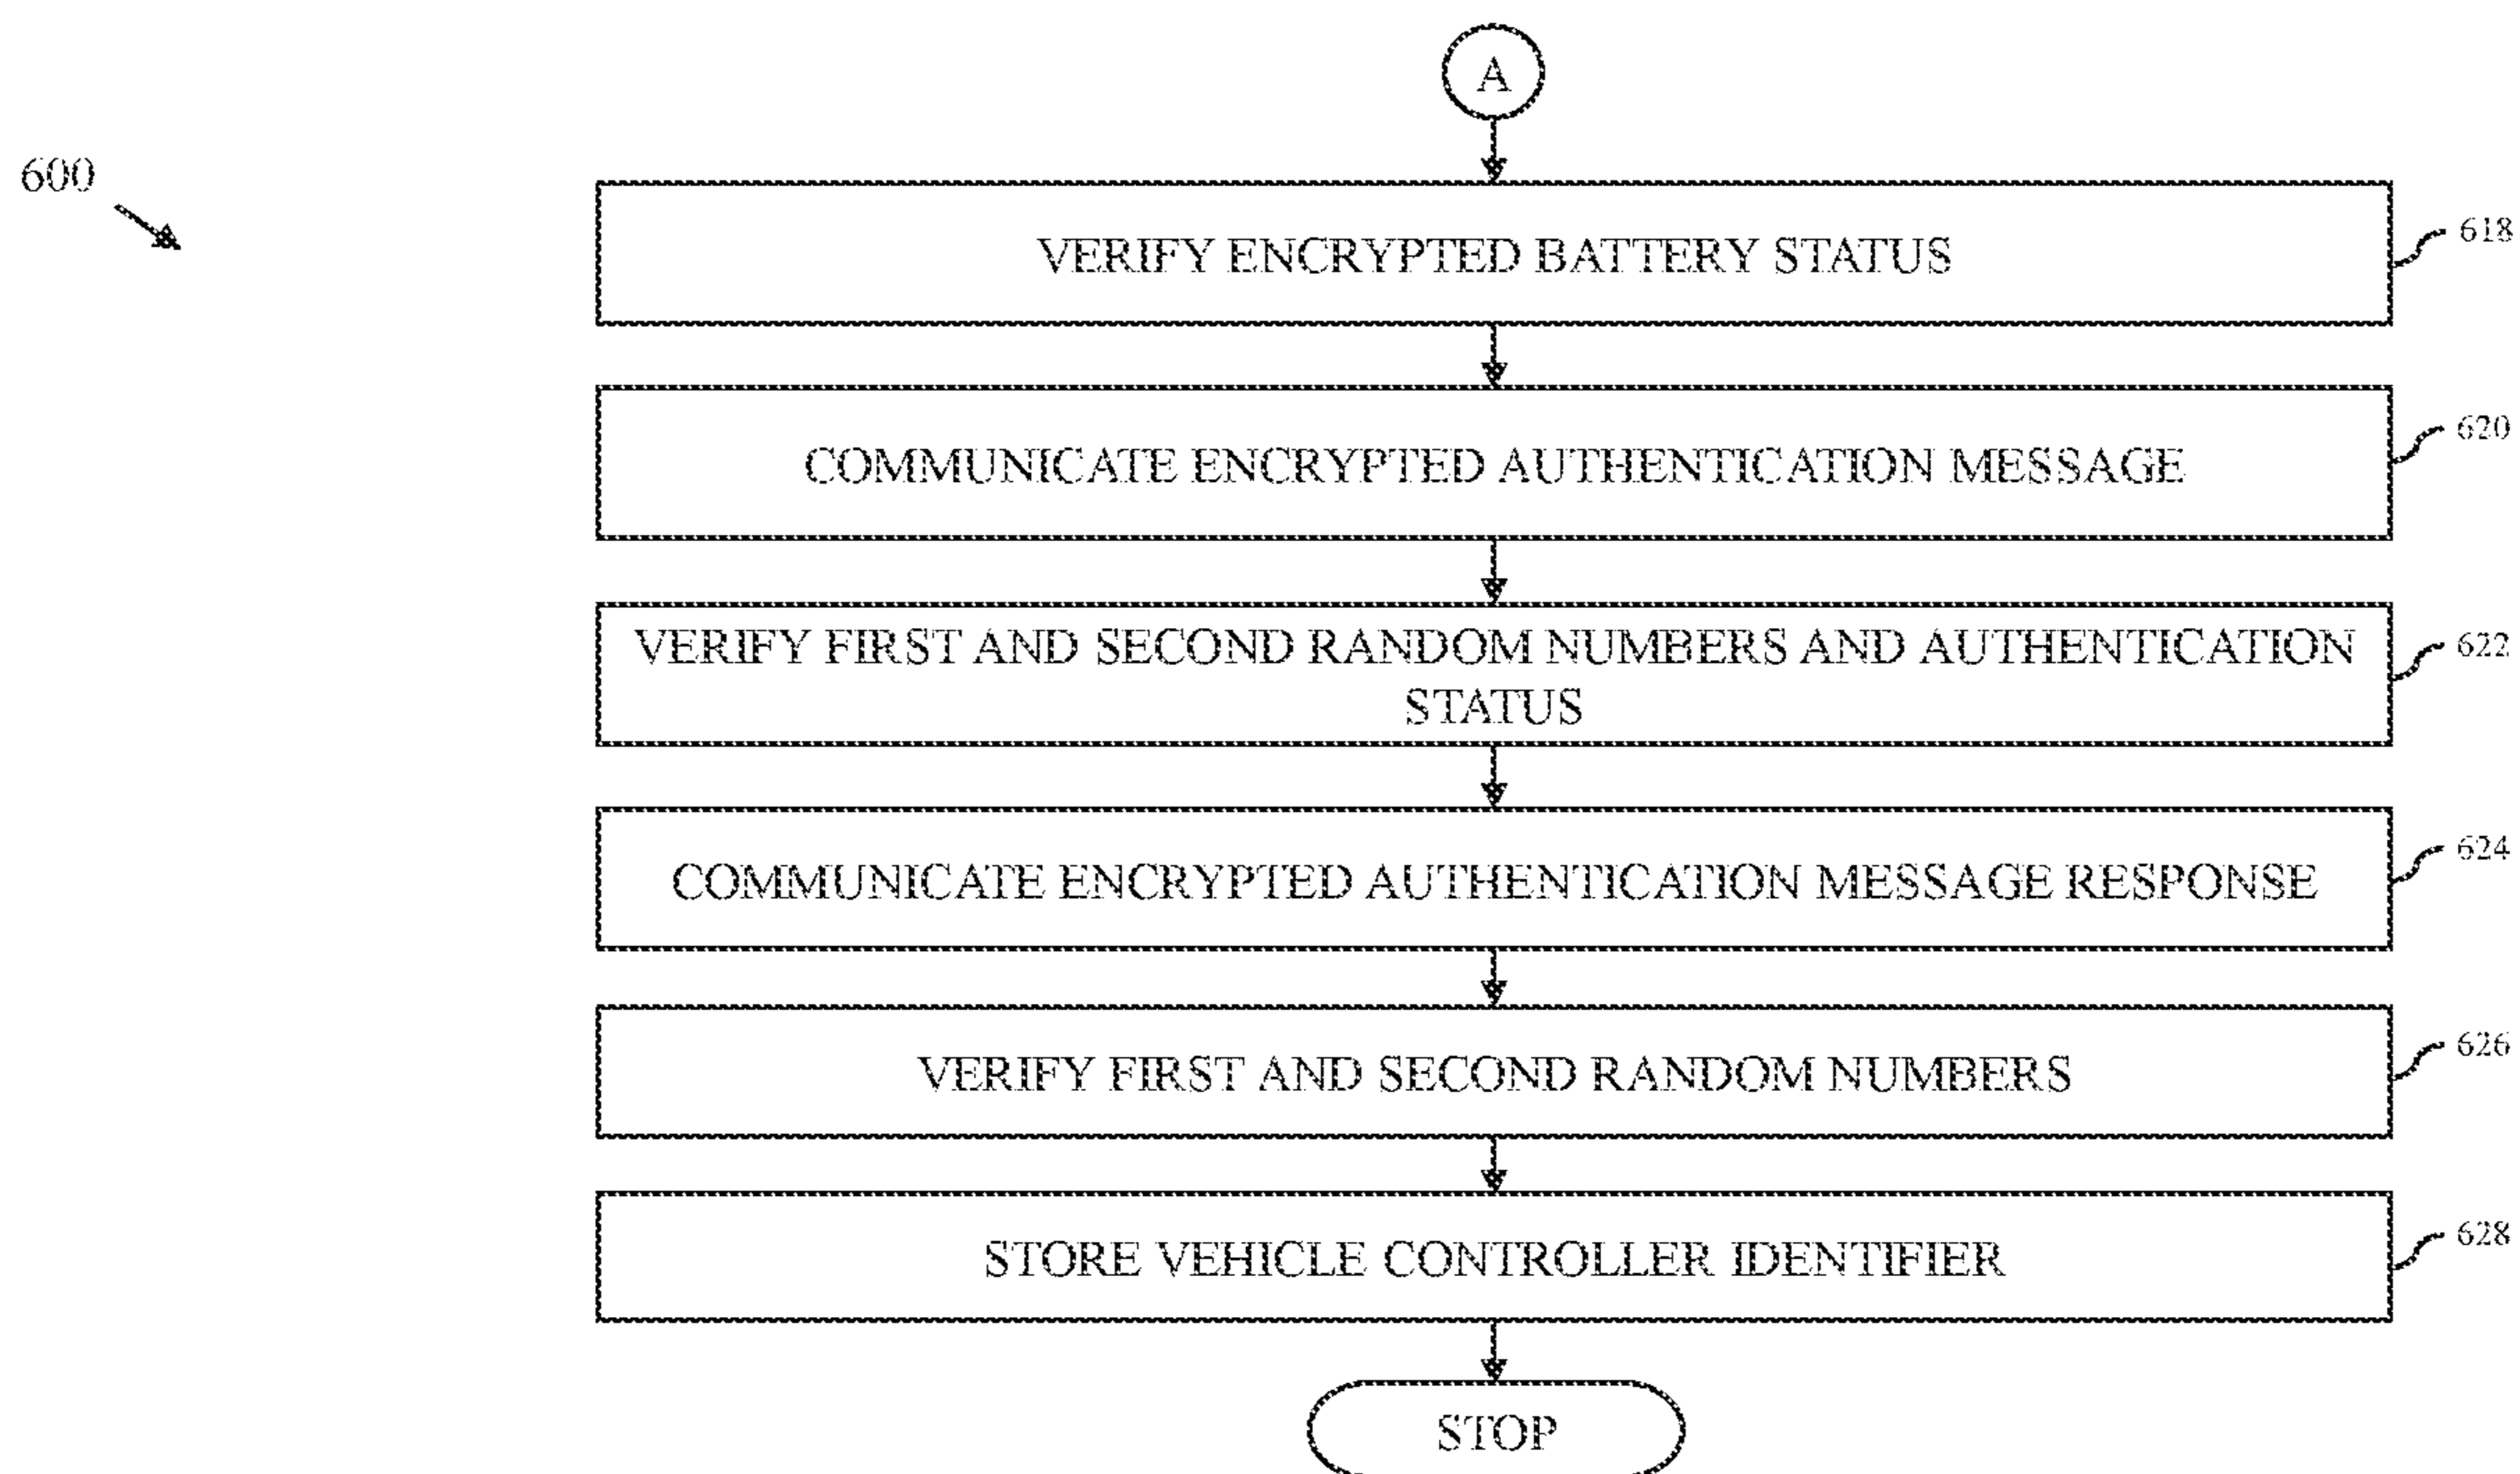 A
600
VERIFY ENCRYPTED BATTERY STATUS
618
COMMUNICATE ENCRYPTED AUTHENTICATION MESSAGE
620
VERIFY FIRST AND SECOND RANDOM NUMBERS AND AUTHENTICATION
STATUS
622
COMMUNICATE ENCRYPTED AUTHENTICATION MESSAGE RESPONSE
624
VERIFY FIRST AND SECOND RANDOM NUMBERS
626
STORE VEHICLE CONTROLLER IDENTIFIER
628
STOP